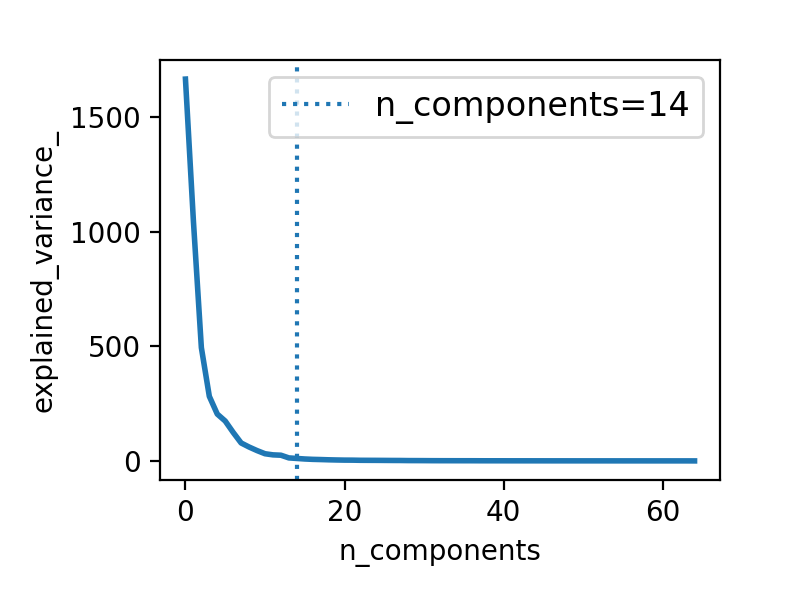 n_components=14
1500
1000
500
0
explained_variance_
0 20 40 60
n_components